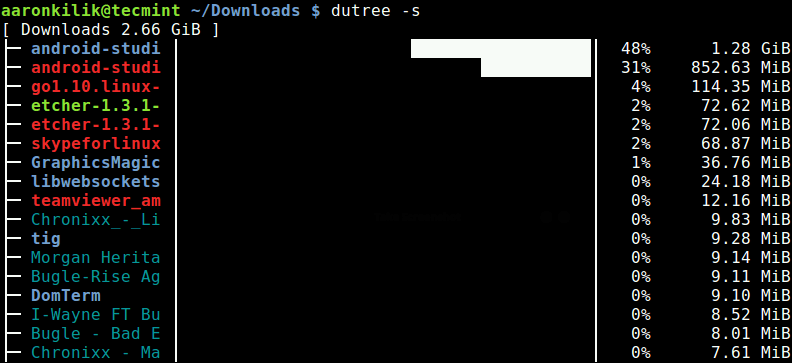 aaronkilik@tecmint ~/Downloads $ dutree -s
[ Downloads 2.66 GiB ]
android-studi 48% 1.28 GiB
android-studi 31% 852.63 MiB
go1.10.linux- 4% 114.35 MiB
etcher-1.3.1- 2% 72.62 MiB
etcher-1.3.1- 2% 72.06 MiB
skypeforlinux 2% 68.87 MiB
GraphicsMagic 1% 36.76 MiB
libwebsockets 0% 24.18 MiB
teamviewer_am 0% 12.16 MiB
Chronixx_-_Li 0% 9.83 MiB
tig 0% 9.28 MiB
Morgan Herita 0% 9.14 MiB
Bugle-Rise Ag 0% 9.11 MiB
DomTerm 0% 9.10 MiB
I-Wayne FT Bu 0% 8.52 MiB
Bugle - Bad E 0% 8.01 MiB
Chronixx - Ma 0% 7.61 MiB